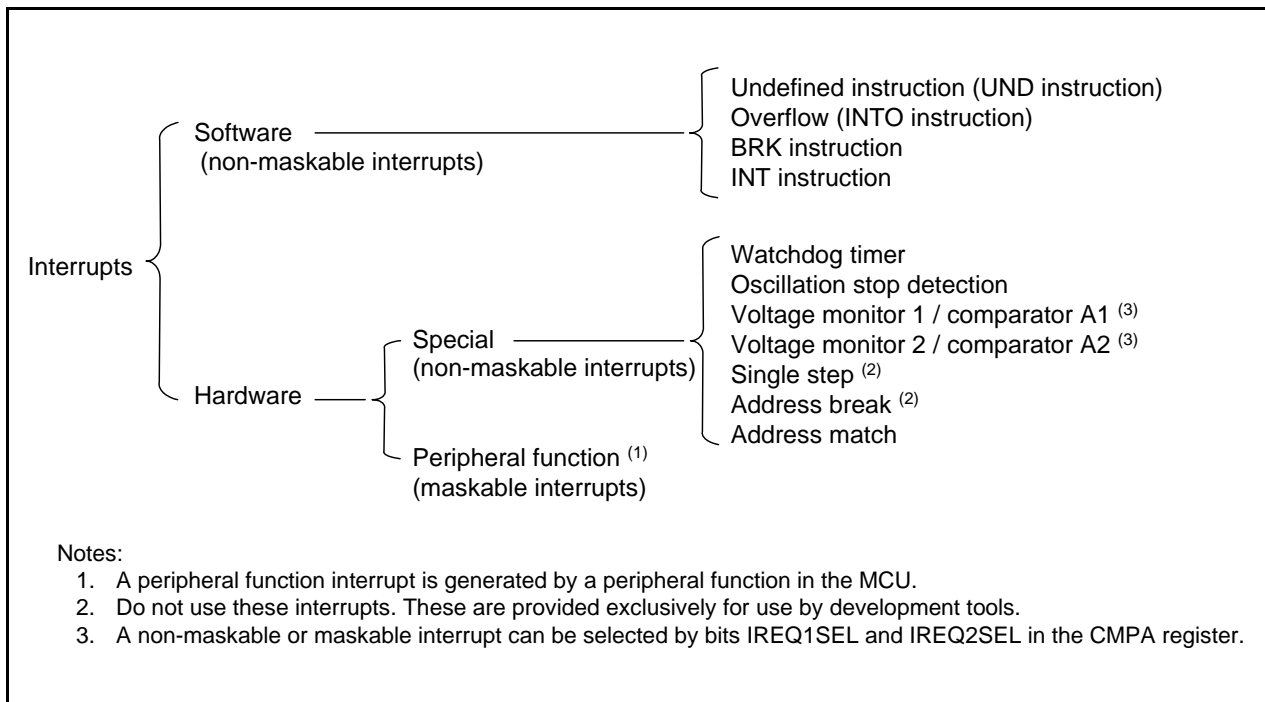 Interrupts
Software
(non-maskable interrupts)
Undefined instruction (UND instruction)
Overflow (INTO instruction)
BRK instruction
INT instruction
Hardware
Special
(non-maskable interrupts)
Watchdog timer
Oscillation stop detection
Voltage monitor 1 / comparator A1 (3)
Voltage monitor 2 / comparator A2 (3)
Single step (2)
Address break (2)
Address match
Peripheral function (1)
(maskable interrupts)
Notes:
1. A peripheral function interrupt is generated by a peripheral function in the MCU.
2. Do not use these interrupts. These are provided exclusively for use by development tools.
3. A non-maskable or maskable interrupt can be selected by bits IREQ1SEL and IREQ2SEL in the CMPA register.